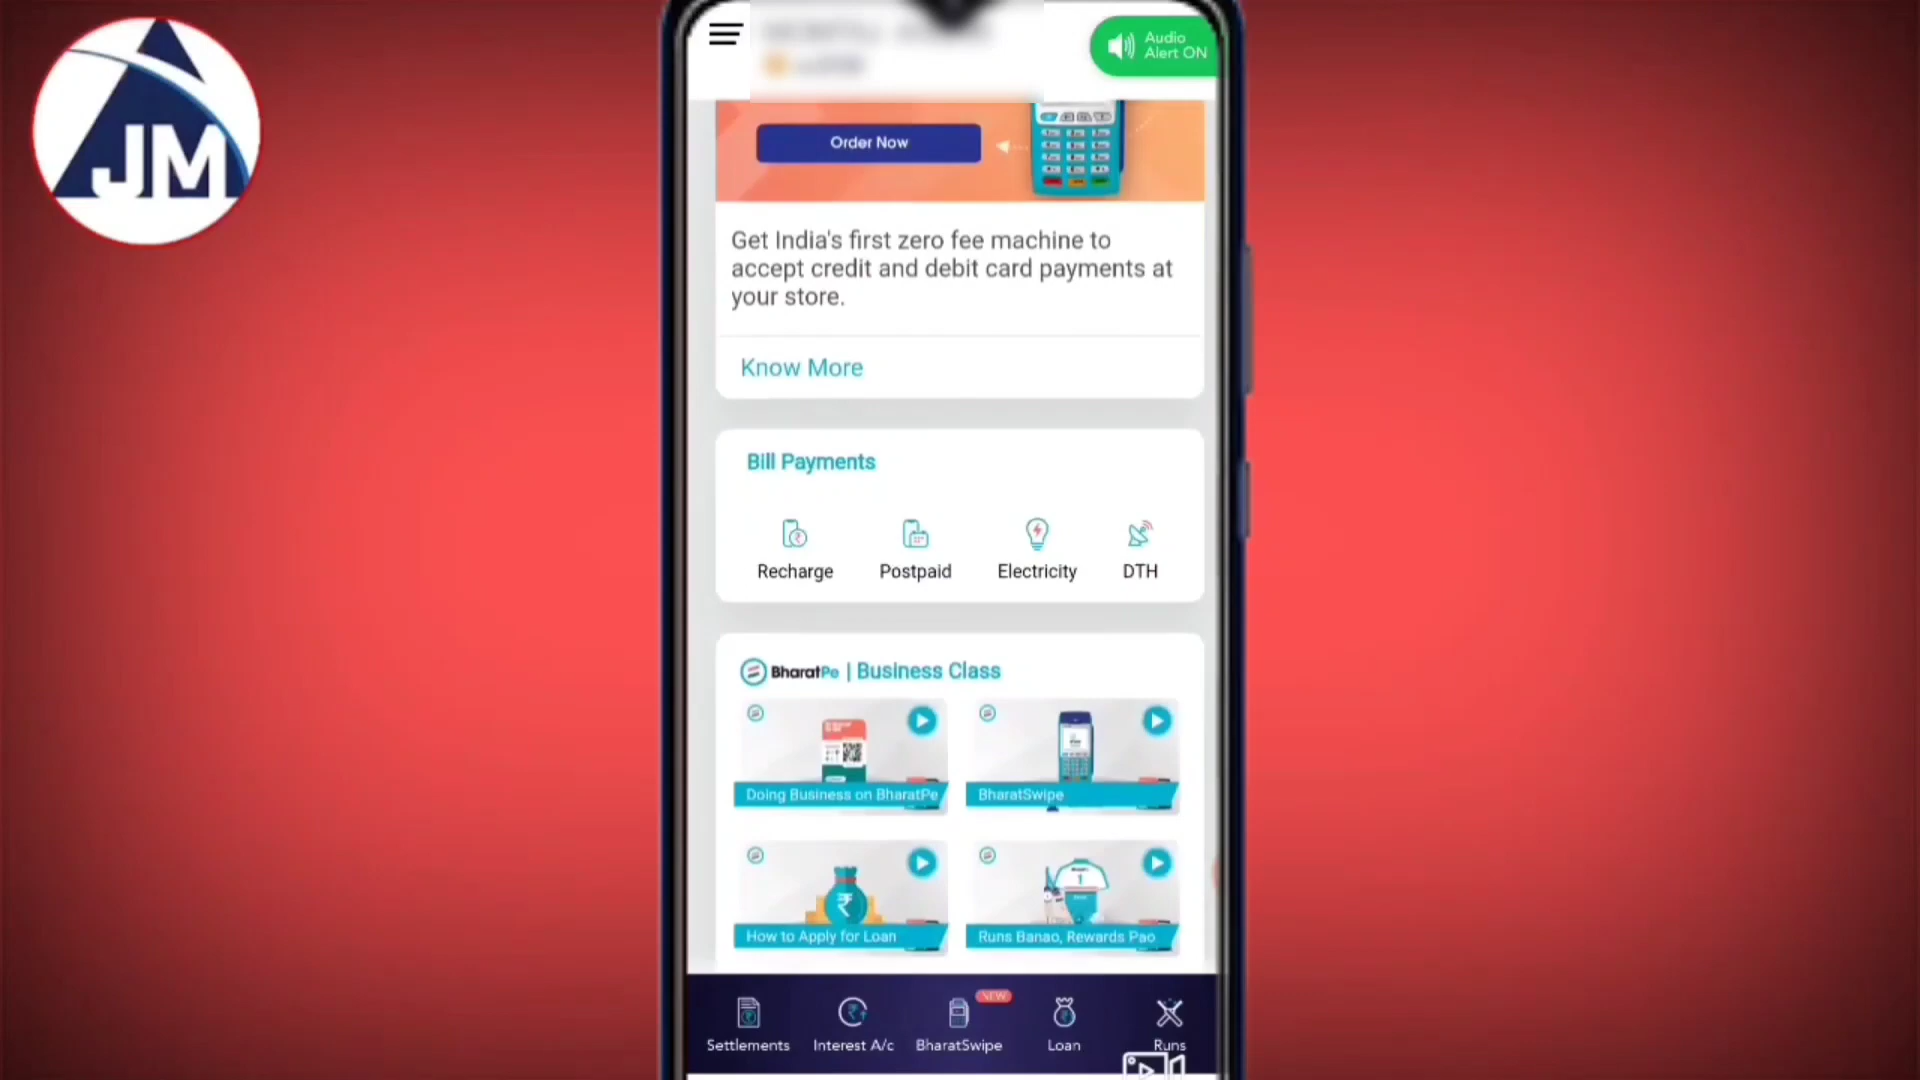 JM
Audio
Alert ON
Order Now
Get India's first zero fee machine to
accept credit and debit card payments at
your store.
Know More
Bill Payments
Recharge Postpaid Electricity DTH
BharatPe | Business Class
Doing Business on BharatPe BharatSwipe
1
How to Apply for Loan Runs Banao, Rewards Pao
NEW
Settlements Interest A/c BharatSwipe Loan Runs